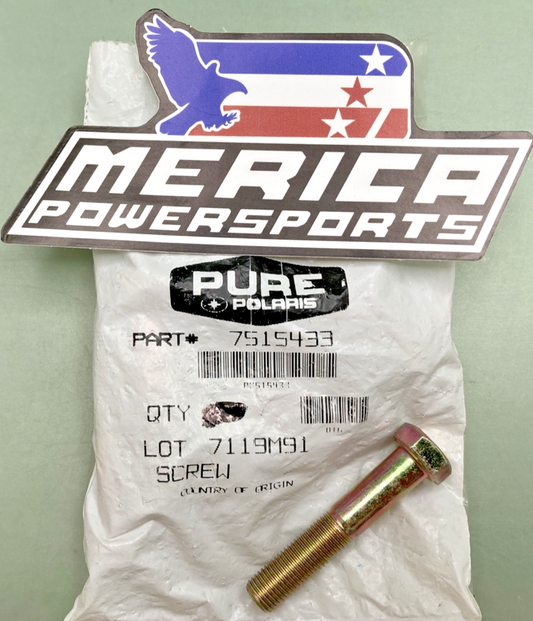 MERICA
POWERSPORTS
PURE
POLARIS
PART# 7515433
QTY
LOT 7119M91
SCREW
COUNTRY OF ORIGIN